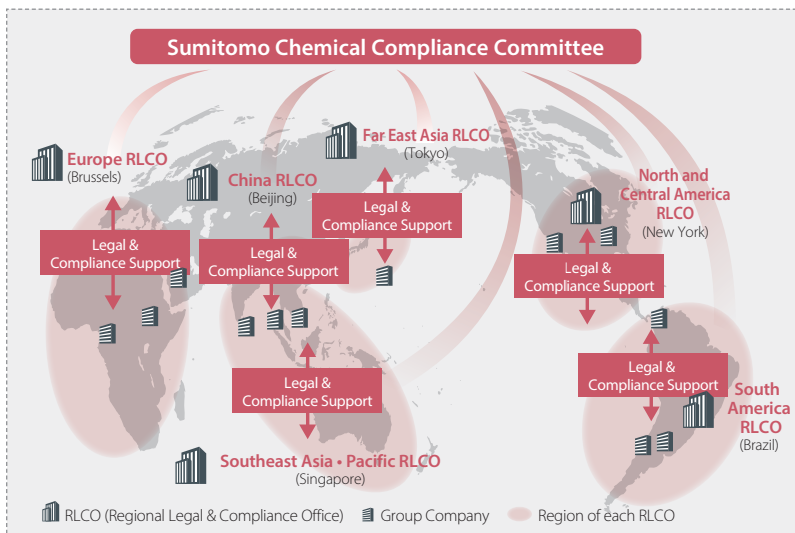 Sumitomo Chemical Compliance Committee
Europe RLCO
(Brussels)
China RLCO
(Beijing)
Far East Asia RLCO
(Tokyo)
North and
Central America
RLCO
(New York)
Legal &
Compliance Support
Legal &
Compliance Support
Legal &
Compliance Support
Legal &
Compliance Support
Legal &
Compliance Support
Legal &
Compliance Support
South
America
RLCO
(Brazil)
Southeast Asia • Pacific RLCO
(Singapore)
RLCO (Regional Legal & Compliance Office)
Group Company
Region of each RLCO